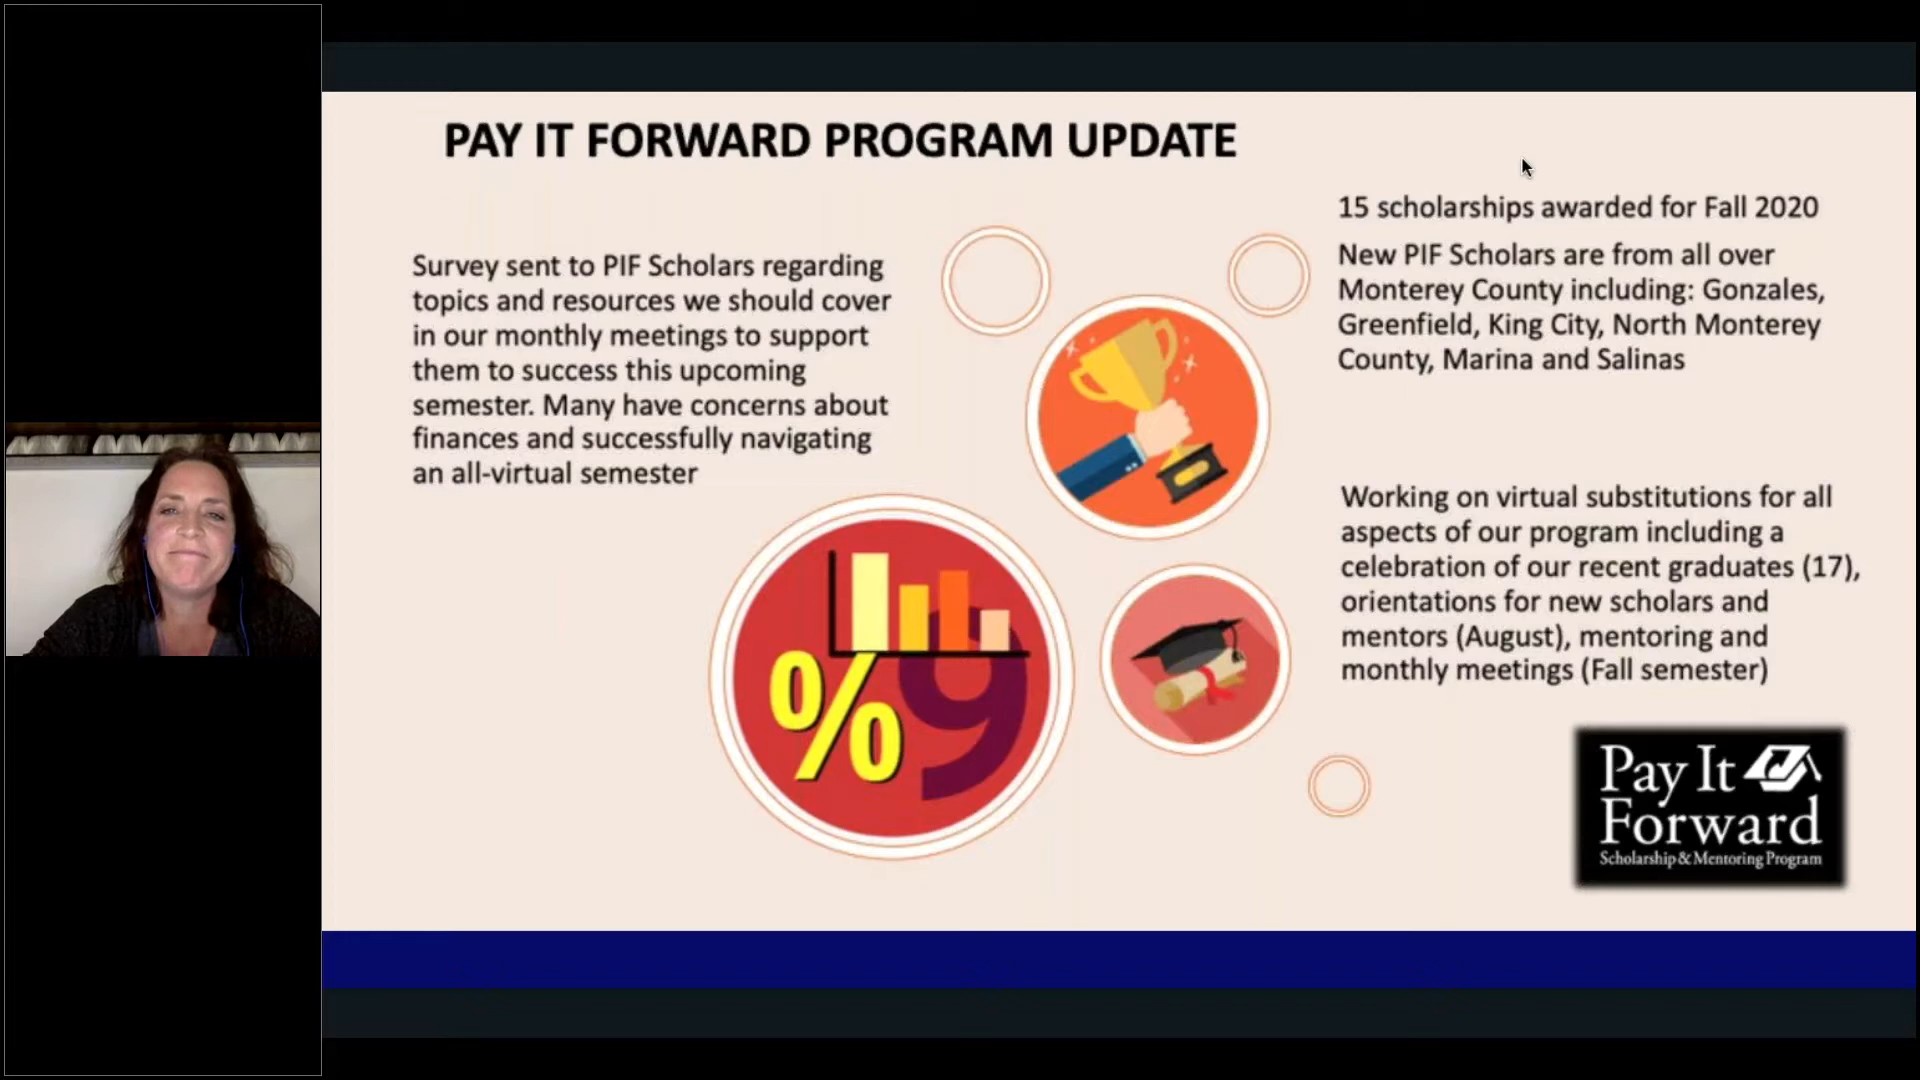 PAY IT FORWARD PROGRAM UPDATE
Survey sent to PIF Scholars regarding
topics and resources we should cover
in our monthly meetings to support
them to success this upcoming
semester. Many have concerns about
finances and successfully navigating
an all-virtual semester
15 scholarships awarded for Fall 2020
New PIF Scholars are from all over
Monterey County including: Gonzales,
Greenfield, King City, North Monterey
County, Marina and Salinas
Working on virtual substitutions for all
aspects of our program including a
celebration of our recent graduates (17),
orientations for new scholars and
mentors (August), mentoring and
monthly meetings (Fall semester)
% 9
Pay It
Forward
Scholarship & Mentoring Program